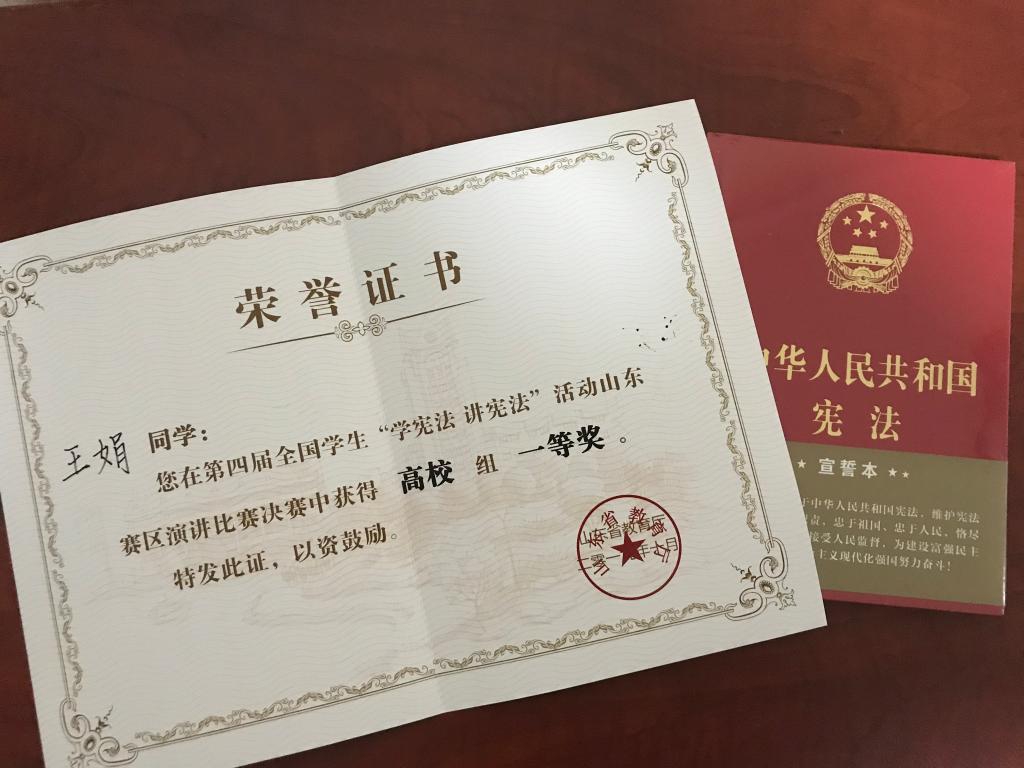 荣誉证书
王娟 同学：
您在第四届全国学生“学宪法 讲宪法”活动山东
赛区演讲比赛决赛中获得 高校 组 一等奖 。
特发此证，以资鼓励。
山东省教育厅
华人民共和国
宪法
宣誓本
中华人民共和国宪法、维护宪法
责、忠于祖国、忠于人民、恪尽
接受人民监督，为建设富强民主
主义现代化强国努力奋斗！